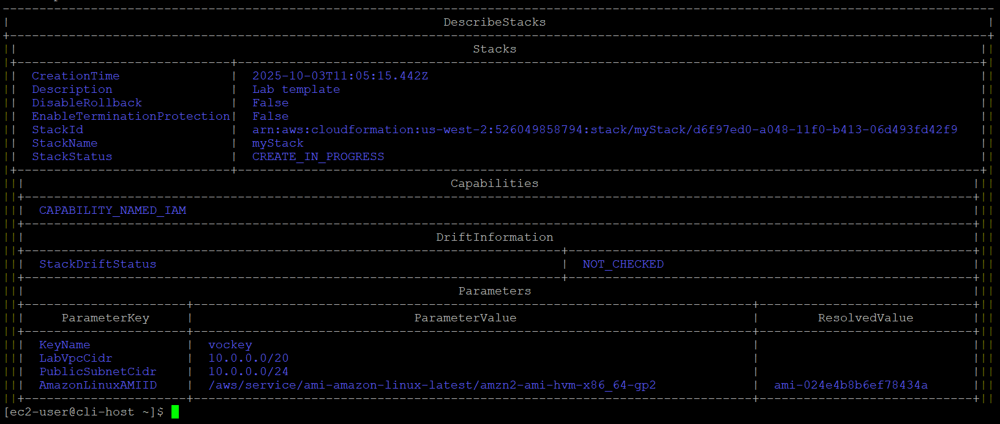 DescribeStacks
Stacks
CreationTime | 2025-10-03T11:05:15.442Z
Description | Lab template
DisableRollback | False
EnableTerminationProtection| False
StackId | arn:aws:cloudformation:us-west-2:526049858794:stack/myStack/d6f97ed0-a048-11f0-b413-06d493fd42f9
StackName | myStack
StackStatus | CREATE_IN_PROGRESS
Capabilities
CAPABILITY_NAMED_IAM
DriftInformation
StackDriftStatus | NOT_CHECKED
Parameters
ParameterKey | ParameterValue | ResolvedValue
KeyName | vockey |
LabVpcCidr | 10.0.0.0/20 |
PublicSubnetCidr | 10.0.0.0/24 |
AmazonLinuxAMIID | /aws/service/ami-amazon-linux-latest/amzn2-ami-hvm-x86_64-gp2 | ami-024e4b8b6ef78434a
[ec2-user@cli-host ~]$